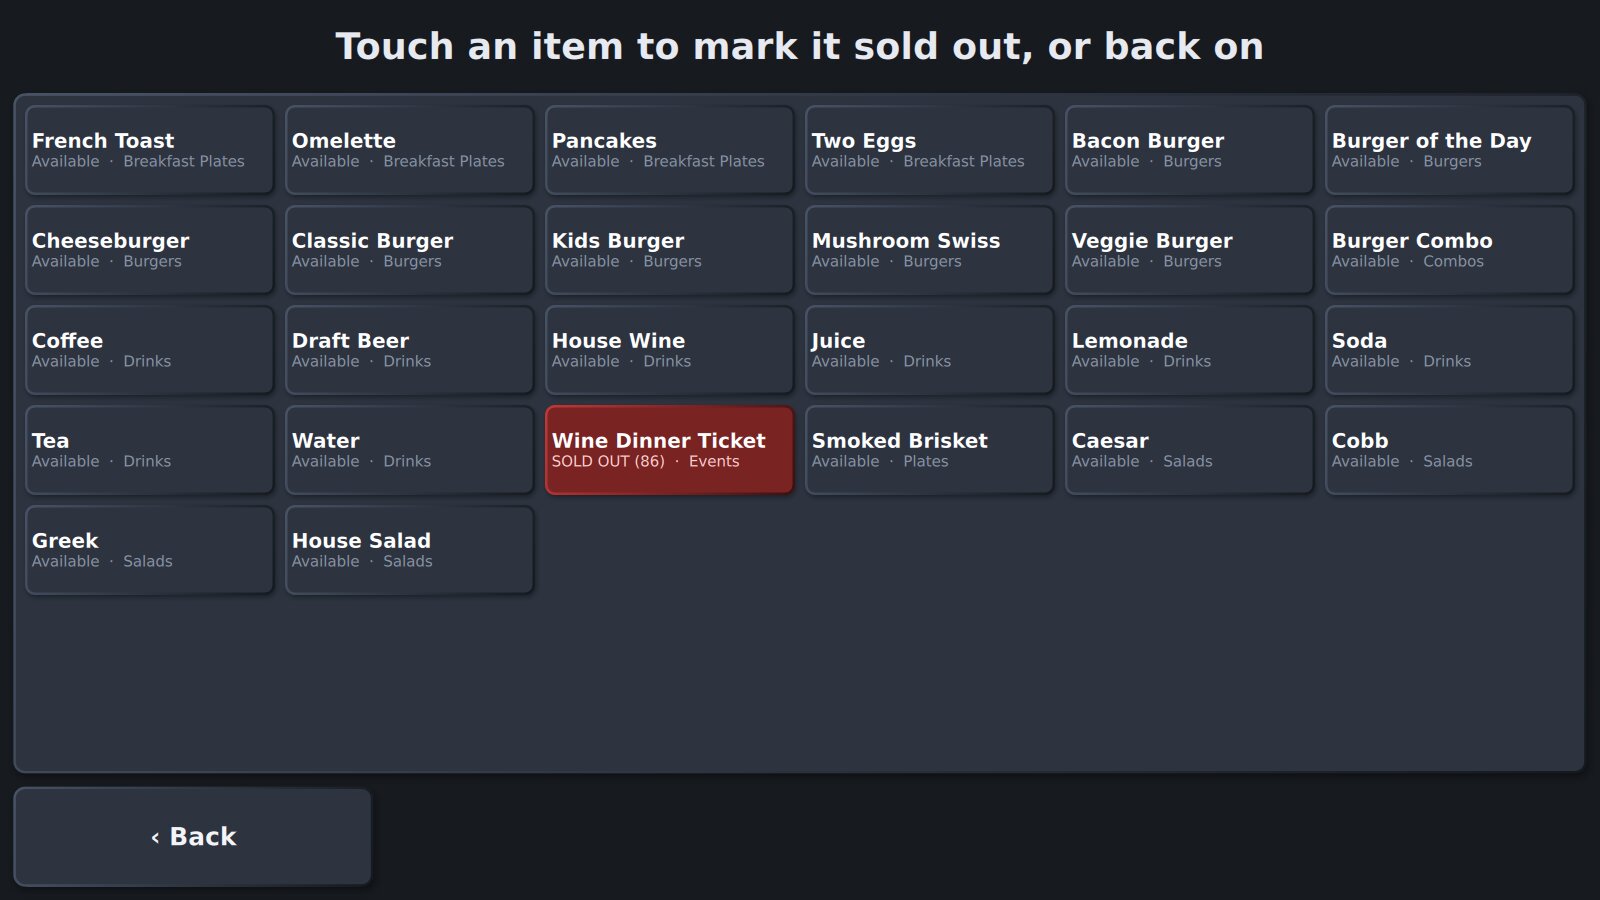 Touch an item to mark it sold out, or back on
French Toast
Available · Breakfast Plates
Omelette
Available · Breakfast Plates
Pancakes
Available · Breakfast Plates
Two Eggs
Available · Breakfast Plates
Bacon Burger
Available · Burgers
Burger of the Day
Available · Burgers
Cheeseburger
Available · Burgers
Classic Burger
Available · Burgers
Kids Burger
Available · Burgers
Mushroom Swiss
Available · Burgers
Veggie Burger
Available · Burgers
Burger Combo
Available · Combos
Coffee
Available · Drinks
Draft Beer
Available · Drinks
House Wine
Available · Drinks
Juice
Available · Drinks
Lemonade
Available · Drinks
Soda
Available · Drinks
Tea
Available · Drinks
Water
Available · Drinks
Wine Dinner Ticket
SOLD OUT (86) · Events
Smoked Brisket
Available · Plates
Caesar
Available · Salads
Cobb
Available · Salads
Greek
Available · Salads
House Salad
Available · Salads
‹ Back